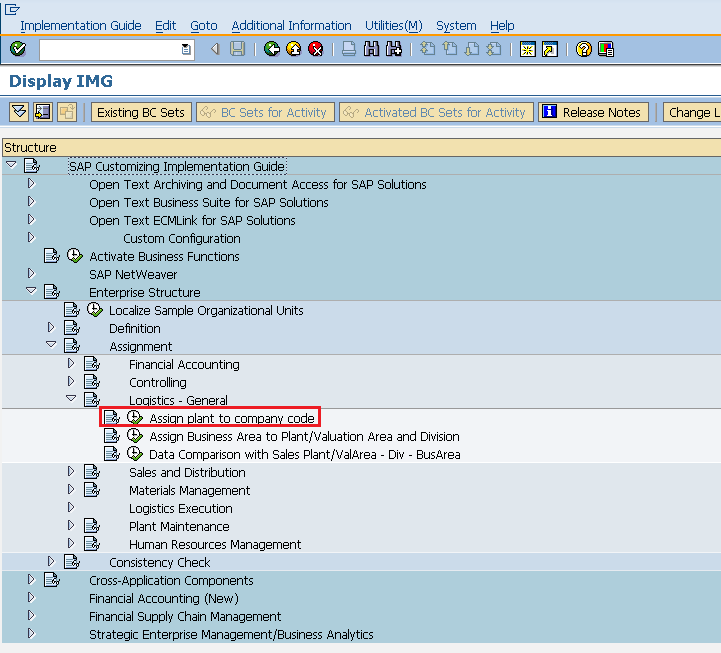 Implementation Guide Edit Goto Additional Information Utilities(M) System Help
Display IMG
Existing BC Sets BC Sets for Activity Activated BC Sets for Activity Release Notes Change L
Structure
SAP Customizing Implementation Guide
Open Text Archiving and Document Access for SAP Solutions
Open Text Business Suite for SAP Solutions
Open Text ECMLink for SAP Solutions
Custom Configuration
Activate Business Functions
SAP NetWeaver
Enterprise Structure
Localize Sample Organizational Units
Definition
Assignment
Financial Accounting
Controlling
Logistics - General
Assign plant to company code
Assign Business Area to Plant/Valuation Area and Division
Data Comparison with Sales Plant/ValArea - Div - BusArea
Sales and Distribution
Materials Management
Logistics Execution
Plant Maintenance
Human Resources Management
Consistency Check
Cross-Application Components
Financial Accounting (New)
Financial Supply Chain Management
Strategic Enterprise Management/Business Analytics